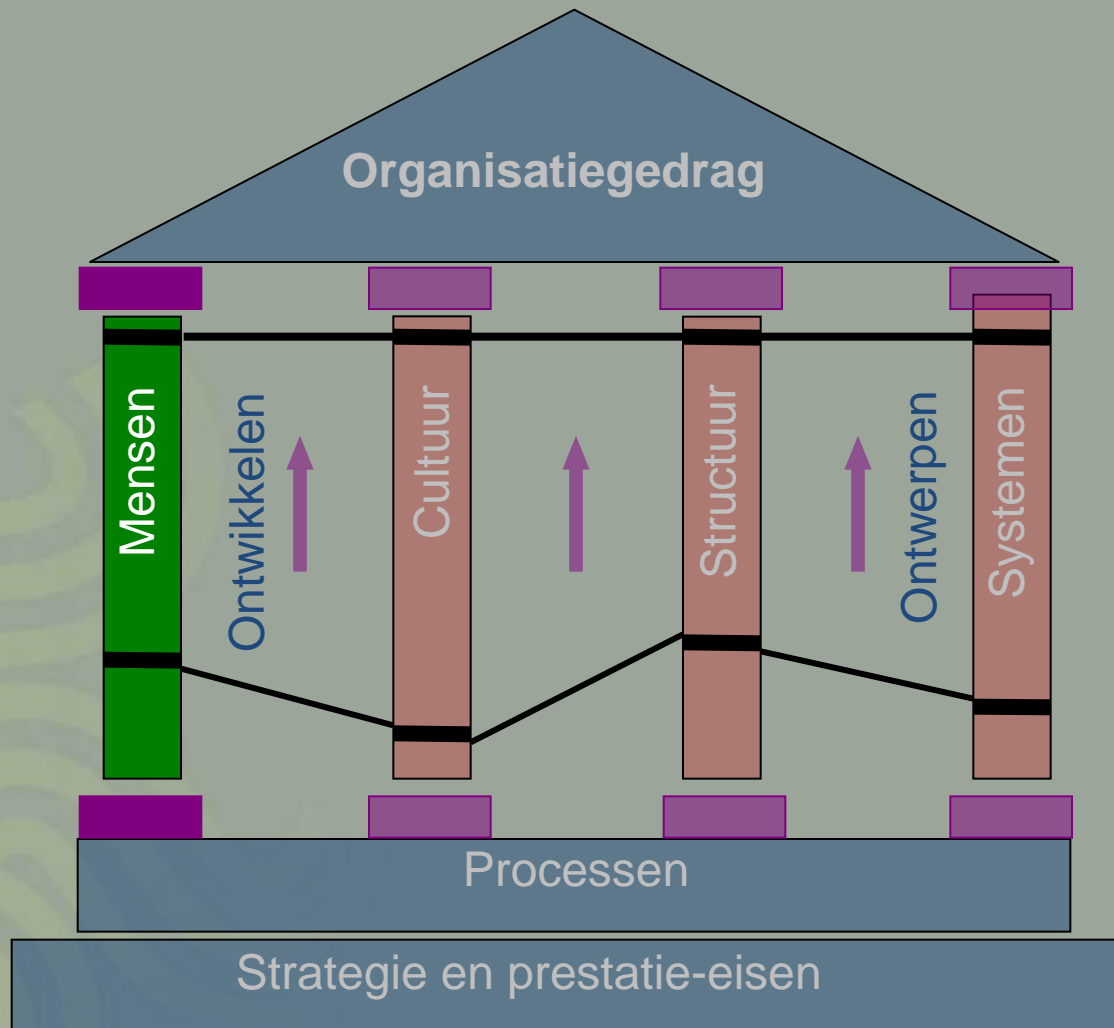 Organisatiegedrag
Mensen
Ontwikkelen
Cultuur
Structuur
Ontwerpen
Systemen
Processen
Strategie en prestatie-eisen